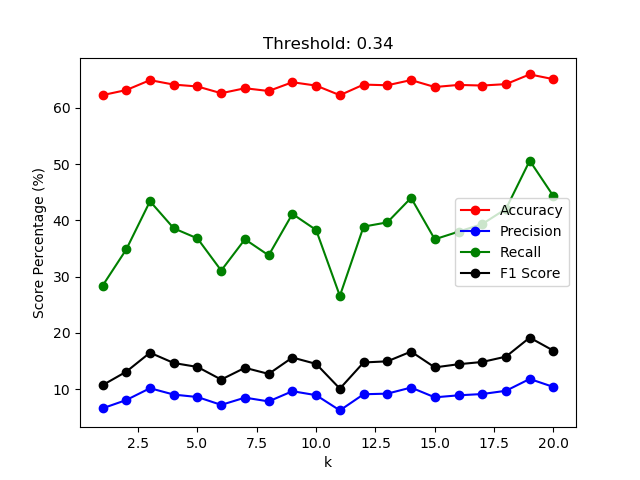 Threshold: 0.34
Score Percentage (%)
60
50
40
30
20
10
Accuracy
Precision
Recall
F1 Score
2.5 5.0 7.5 10.0 12.5 15.0 17.5 20.0
k